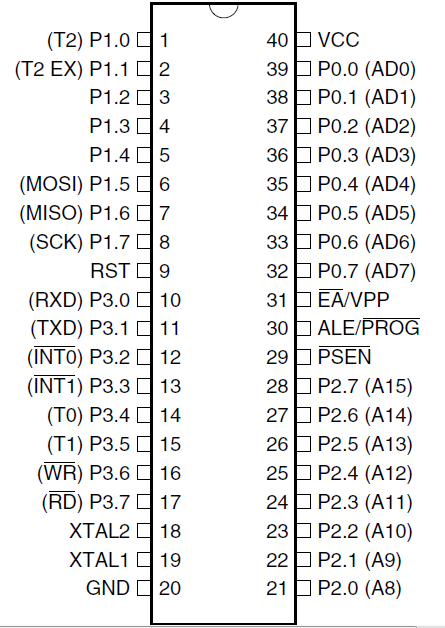 (T2) P1.0 1 40 VCC
(T2 EX) P1.1 2 39 P0.0 (AD0)
P1.2 3 38 P0.1 (AD1)
P1.3 4 37 P0.2 (AD2)
P1.4 5 36 P0.3 (AD3)
(MOSI) P1.5 6 35 P0.4 (AD4)
(MISO) P1.6 7 34 P0.5 (AD5)
(SCK) P1.7 8 33 P0.6 (AD6)
RST 9 32 P0.7 (AD7)
(RXD) P3.0 10 31 E̅A̅/VPP
(TXD) P3.1 11 30 ALE/P̅R̅O̅G̅
(I̅N̅T̅0̅) P3.2 12 29 P̅S̅E̅N̅
(I̅N̅T̅1̅) P3.3 13 28 P2.7 (A15)
(T0) P3.4 14 27 P2.6 (A14)
(T1) P3.5 15 26 P2.5 (A13)
(W̅R̅) P3.6 16 25 P2.4 (A12)
(R̅D̅) P3.7 17 24 P2.3 (A11)
XTAL2 18 23 P2.2 (A10)
XTAL1 19 22 P2.1 (A9)
GND 20 21 P2.0 (A8)